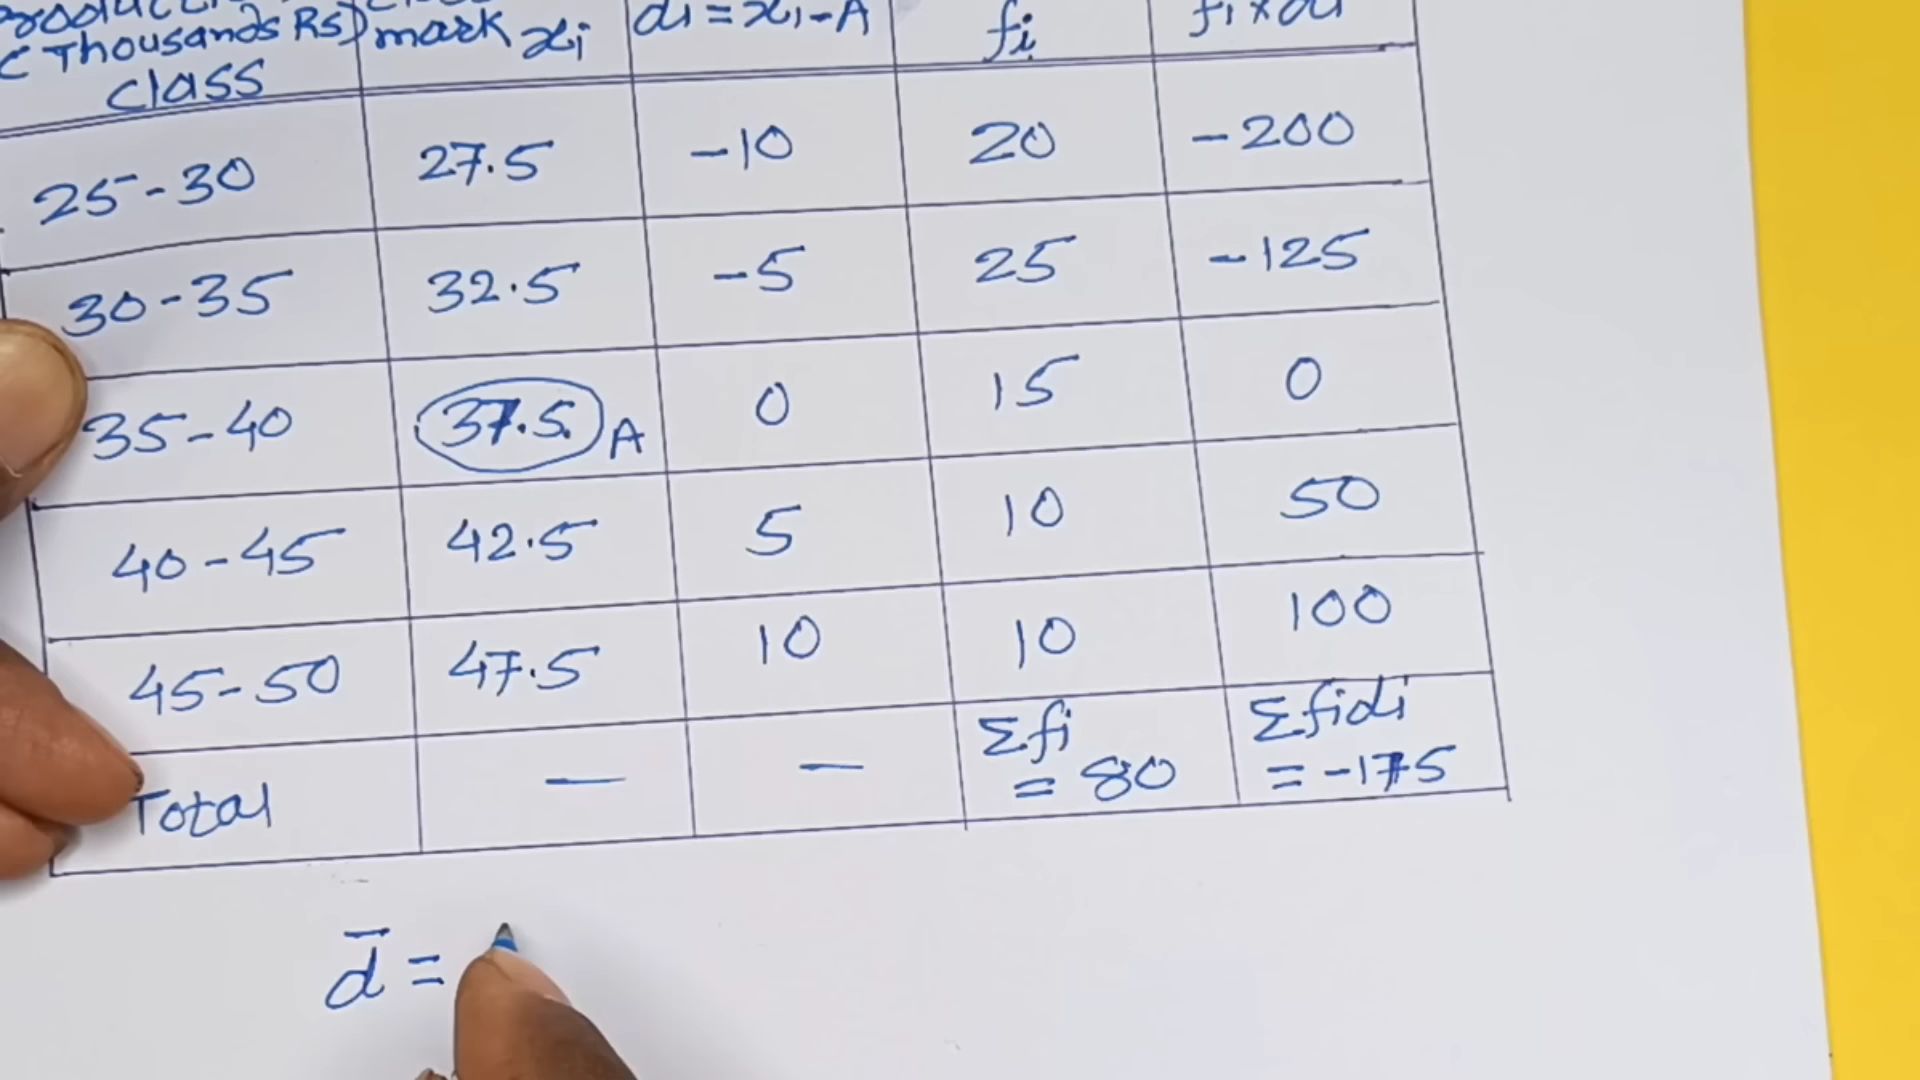 (Thousands Rs) mark xi di = xi - A fi fi × di
class
25-30 27.5 -10 20 -200
30-35 32.5 -5 25 -125
35-40 37.5 A 0 15 0
40-45 42.5 5 10 50
45-50 47.5 10 10 100
Total — — Σfi = 80 Σfidi = -175
d̄ =